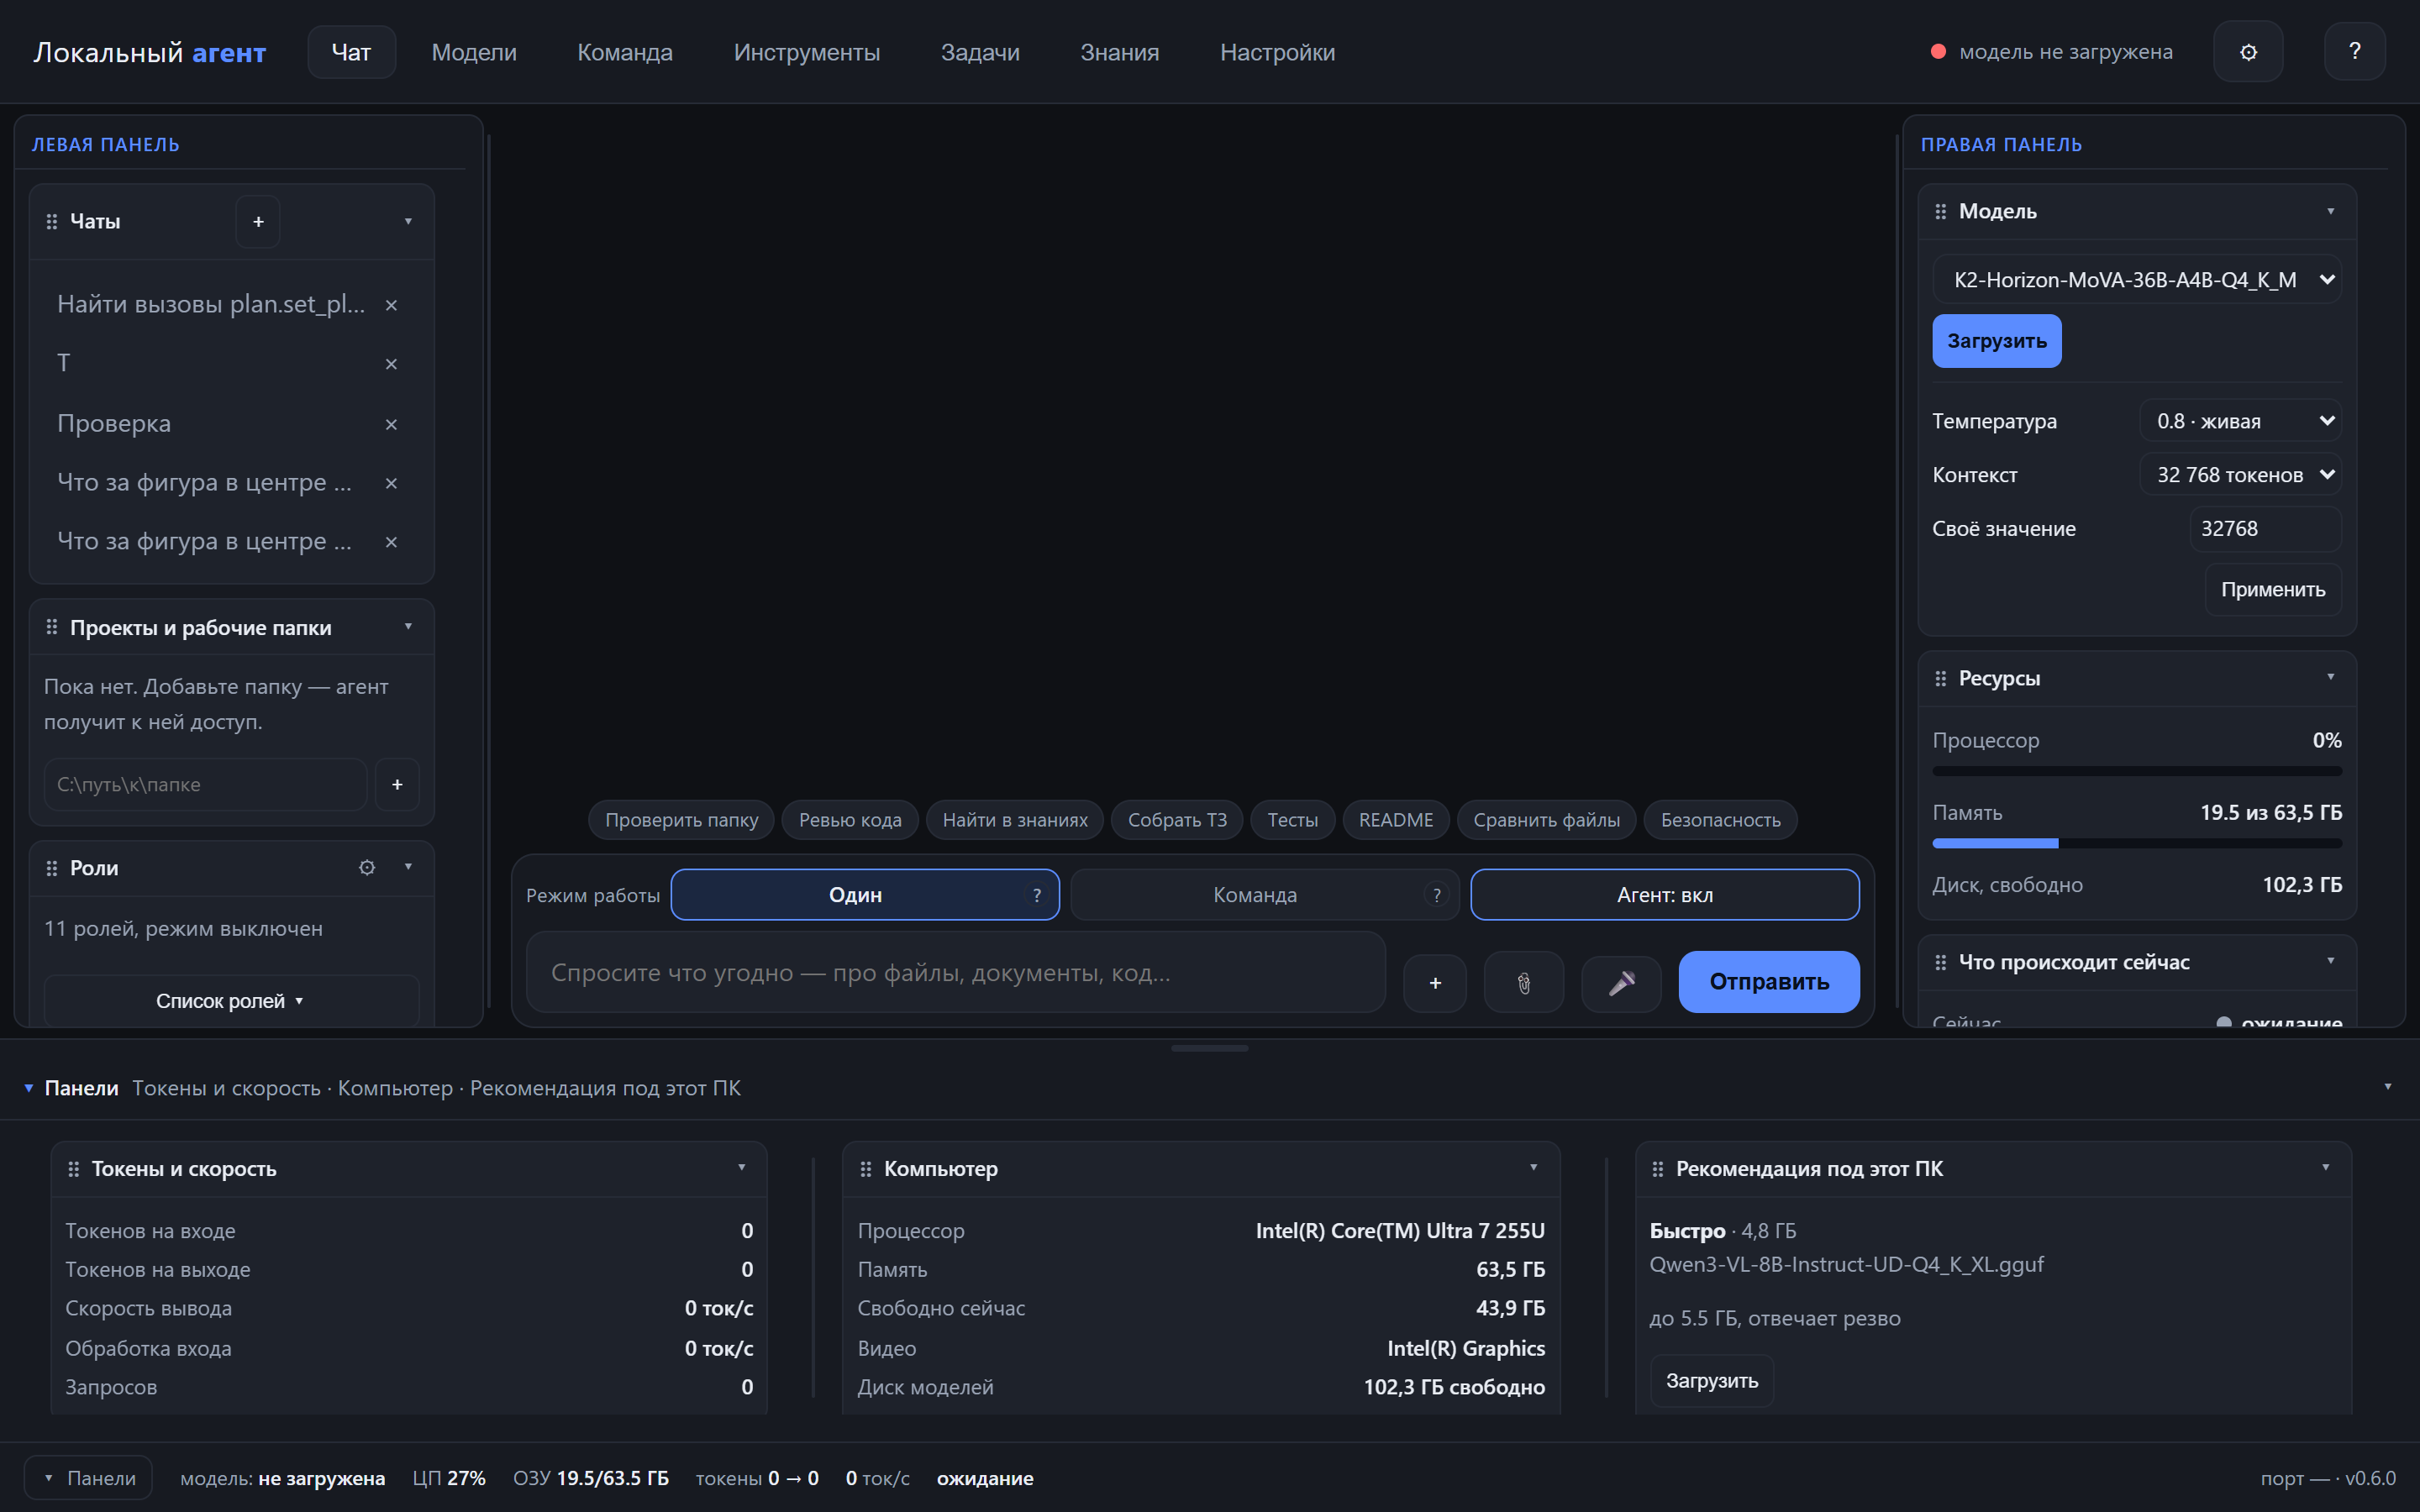 Локальный агент
Чат
Модели
Команда
Инструменты
Задачи
Знания
Настройки
модель не загружена
?
ЛЕВАЯ ПАНЕЛЬ
Чаты
+
Найти вызовы plan.set_pl... ×
Т ×
Проверка ×
Что за фигура в центре ... ×
Что за фигура в центре ... ×
Проекты и рабочие папки
Пока нет. Добавьте папку — агент
получит к ней доступ.
C:\путь\к\папке
+
Роли
11 ролей, режим выключен
Список ролей
Проверить папку
Ревью кода
Найти в знаниях
Собрать ТЗ
Тесты
README
Сравнить файлы
Безопасность
Режим работы
Один ?
Команда ?
Агент: вкл
Спросите что угодно — про файлы, документы, код...
+
Отправить
ПРАВАЯ ПАНЕЛЬ
Модель
K2-Horizon-MoVA-36B-A4B-Q4_K_M
Загрузить
Температура 0.8 · живая
Контекст 32 768 токенов
Своё значение 32768
Применить
Ресурсы
Процессор 0%
Память 19.5 из 63,5 ГБ
Диск, свободно 102,3 ГБ
Что происходит сейчас
Сейчас ожидание
Панели Токены и скорость · Компьютер · Рекомендация под этот ПК
Токены и скорость
Токенов на входе 0
Токенов на выходе 0
Скорость вывода 0 ток/с
Обработка входа 0 ток/с
Запросов 0
Компьютер
Процессор Intel(R) Core(TM) Ultra 7 255U
Память 63,5 ГБ
Свободно сейчас 43,9 ГБ
Видео Intel(R) Graphics
Диск моделей 102,3 ГБ свободно
Рекомендация под этот ПК
Быстро · 4,8 ГБ
Qwen3-VL-8B-Instruct-UD-Q4_K_XL.gguf
до 5.5 ГБ, отвечает резво
Загрузить
Панели
модель: не загружена
ЦП 27%
ОЗУ 19.5/63.5 ГБ
токены 0 → 0
0 ток/с
ожидание
порт — · v0.6.0